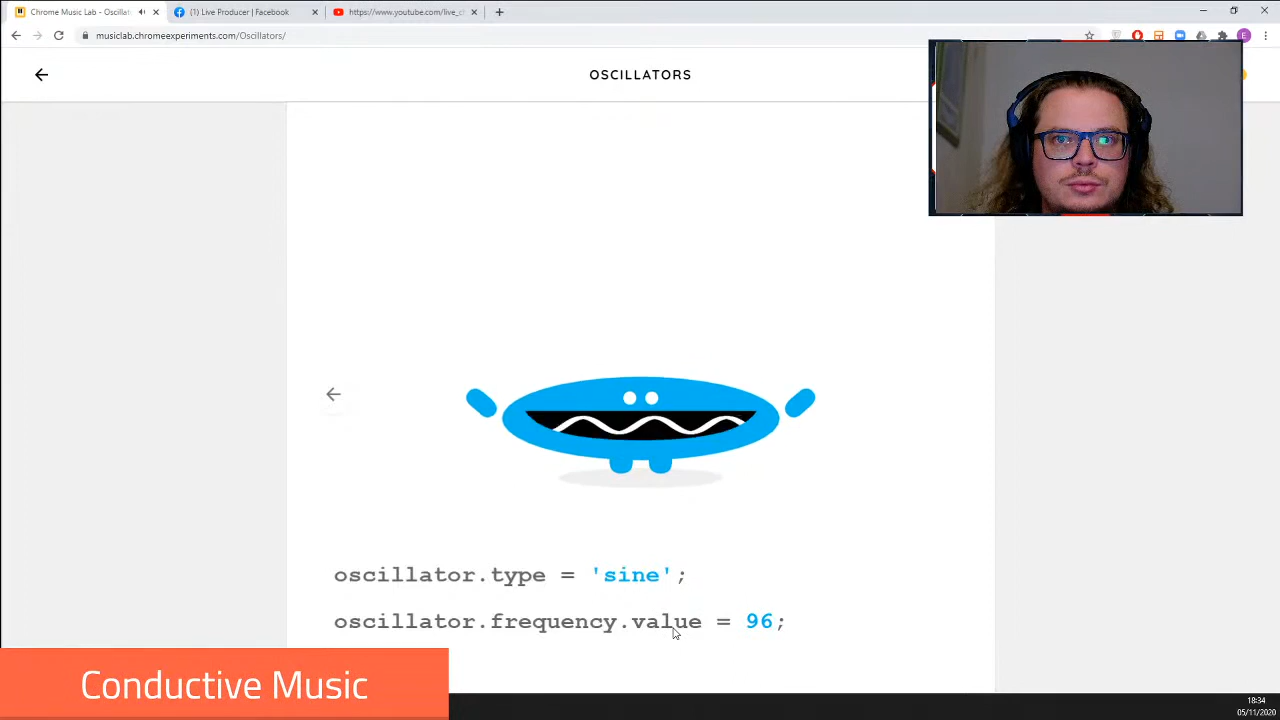 Chrome Music Lab - Oscillat
(1) Live Producer | Facebook
https://www.youtube.com/live_c
musiclab.chromeexperiments.com/Oscillators/
E
OSCILLATORS
oscillator.type = 'sine';
oscillator.frequency.value = 96;
Conductive Music
18:34
05/11/2020